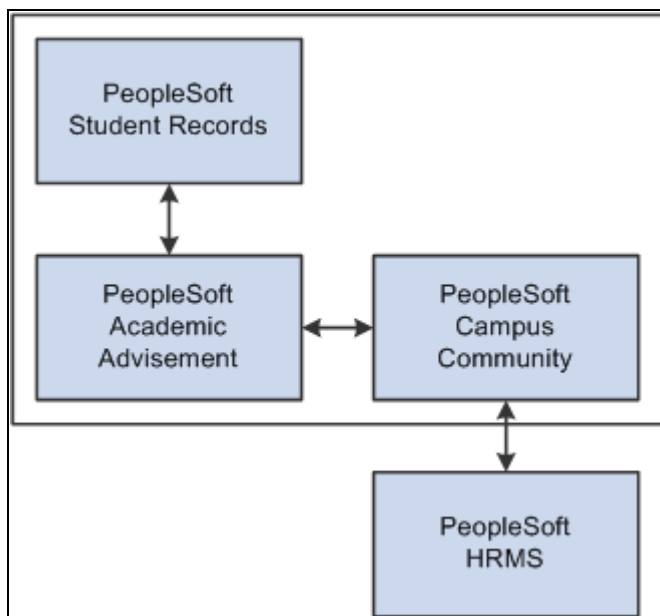 PeopleSoft
Student Records
PeopleSoft
Academic
Advisement
PeopleSoft
Campus
Community
PeopleSoft
HRMS